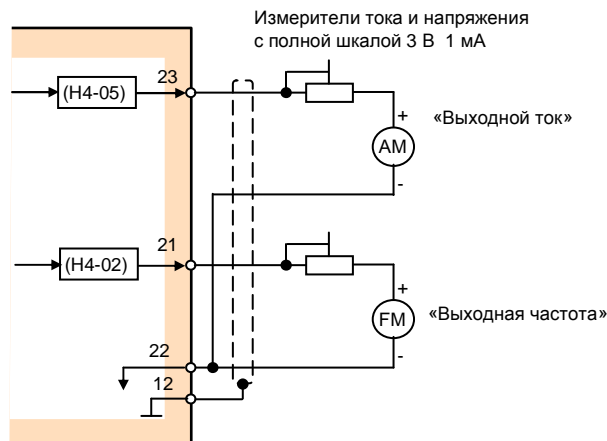 Измерители тока и напряжения
с полной шкалой 3 В 1 мА
23
(H4-05)
+
«Выходной ток»
AM
-
21
(H4-02)
+
FM
«Выходная частота»
-
22
12